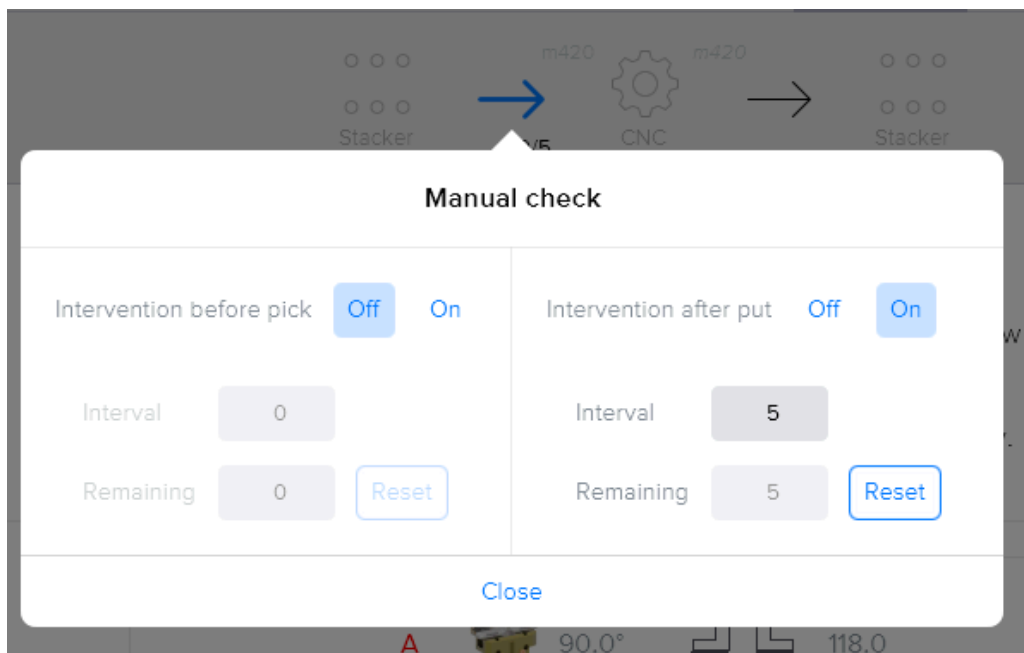 m420 m420
Stacker CNC Stacker
/5
Manual check
Intervention before pick Off On
Intervention after put Off On
Interval 0
Interval 5
Remaining 0 Reset
Remaining 5 Reset
Close
A 90.0° 118.0